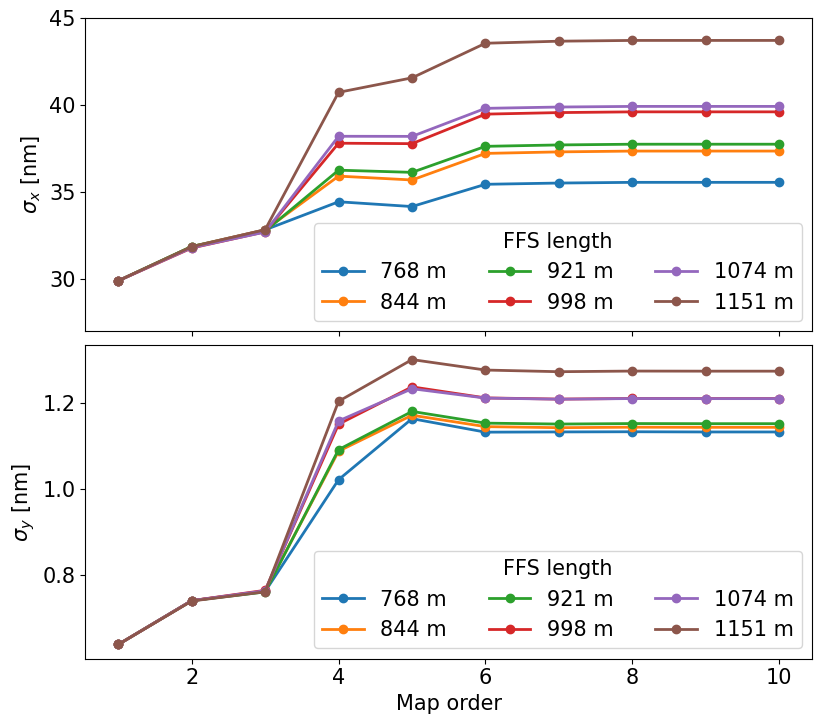 45
40
35
30
σx [nm]
FFS length
768 m 921 m 1074 m
844 m 998 m 1151 m
1.2
1.0
0.8
σy [nm]
FFS length
768 m 921 m 1074 m
844 m 998 m 1151 m
2 4 6 8 10
Map order